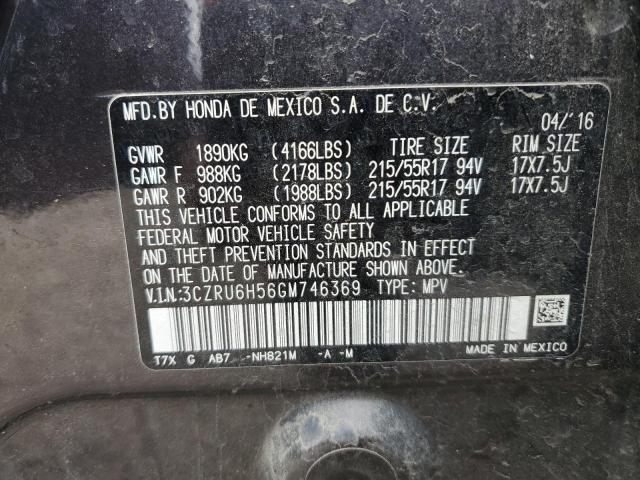 MFD. BY HONDA DE MEXICO S.A. DE C.V.
04/'16
GVWR 1890KG (4166LBS) TIRE SIZE RIM SIZE
GAWR F 988KG (2178LBS) 215/55R17 94V 17X7.5J
GAWR R 902KG (1988LBS) 215/55R17 94V 17X7.5J
THIS VEHICLE CONFORMS TO ALL APPLICABLE
FEDERAL MOTOR VEHICLE SAFETY
AND THEFT PREVENTION STANDARDS IN EFFECT
ON THE DATE OF MANUFACTURE SHOWN ABOVE.
V.I.N:3CZRU6H56GM746369 TYPE: MPV
T7X G AB7 -NH821M -A -M MADE IN MEXICO